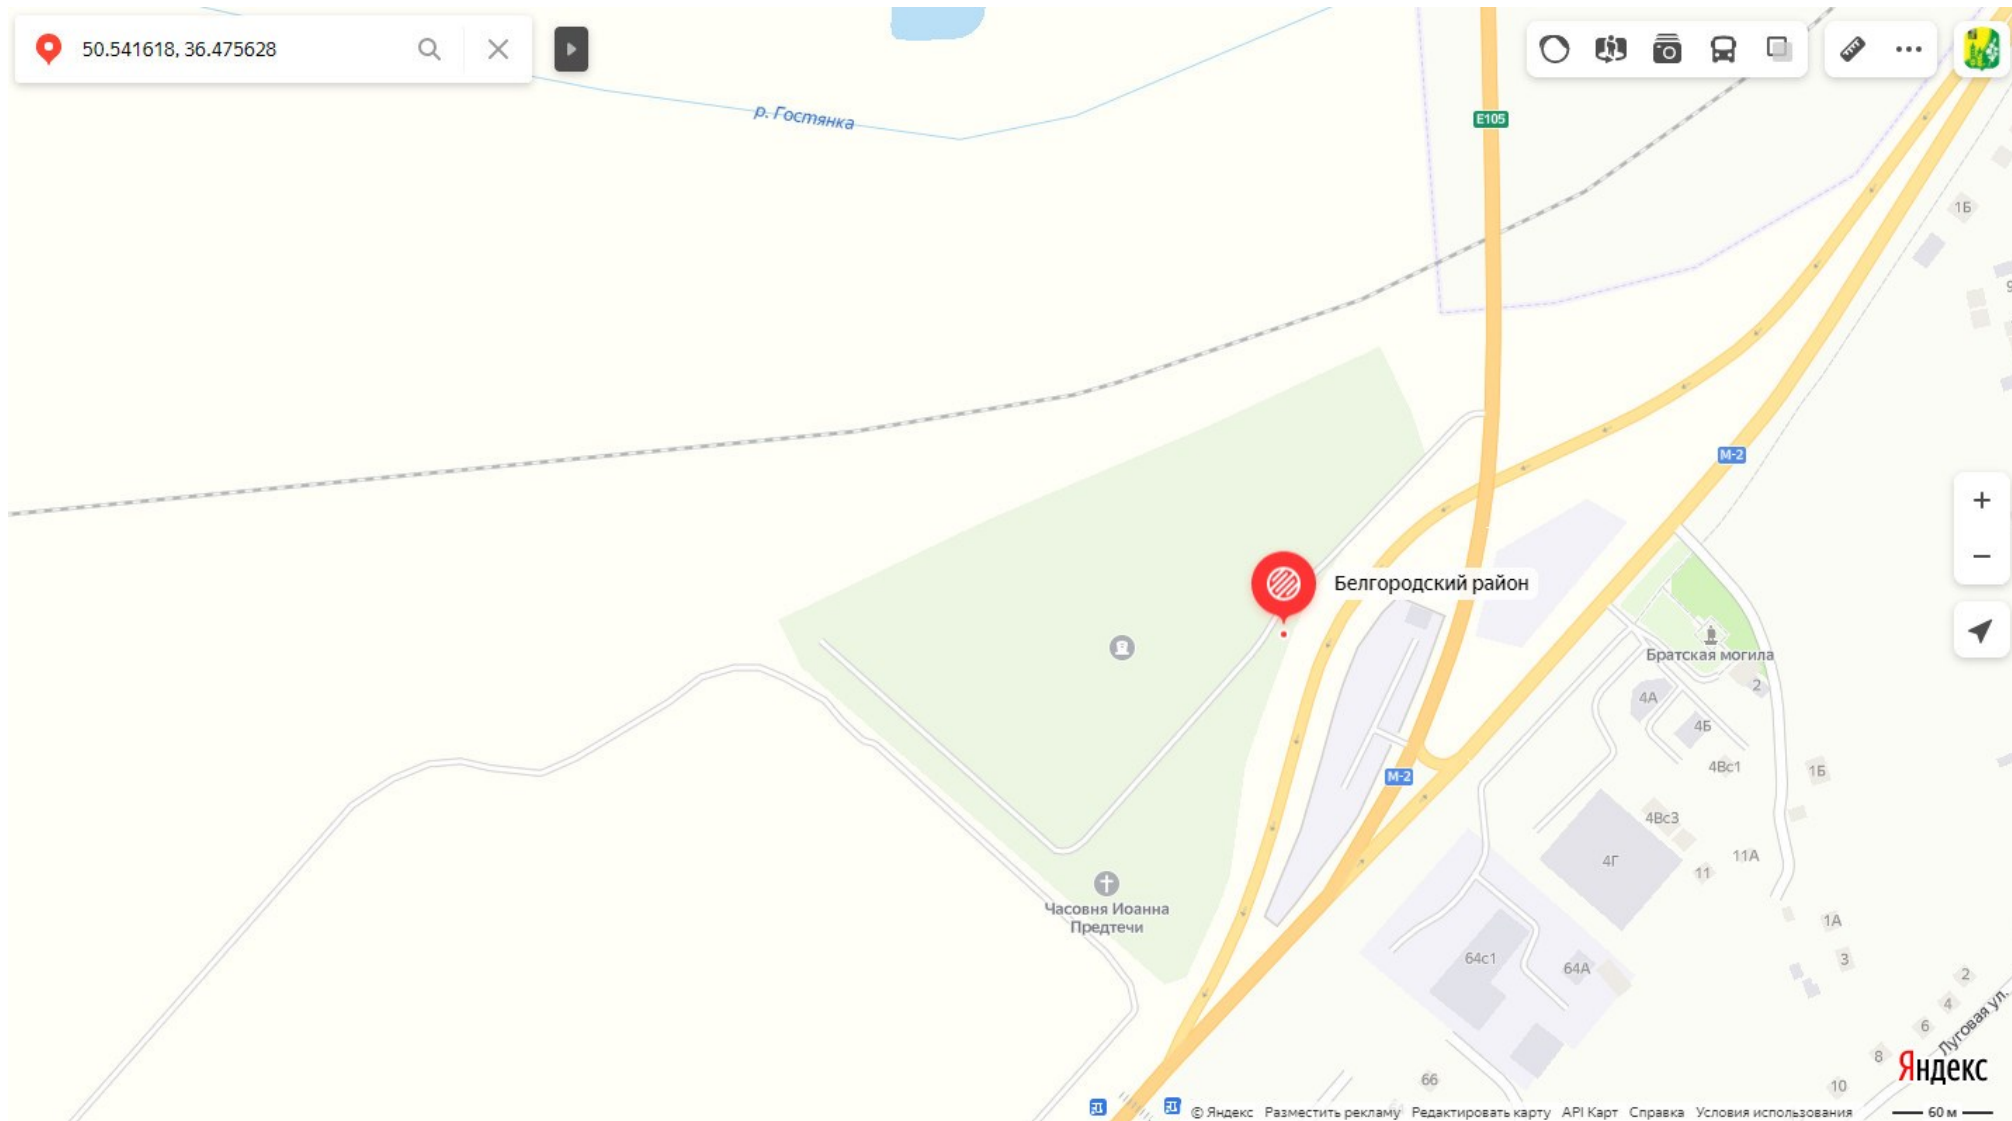 50.541618, 36.475628
р. Гостянка
E105
1Б
М-2
Белгородский район
Братская могила
2
4А
4Б
М-2
4Вс1
1Б
4Вс3
4Г
11А
11
Часовня Иоанна
Предтечи
1А
64с1
64А
3
2
4
6
Луговая ул.
8
10
66
Яндекс
© Яндекс Разместить рекламу Редактировать карту API Карт Справка Условия использования
60 м